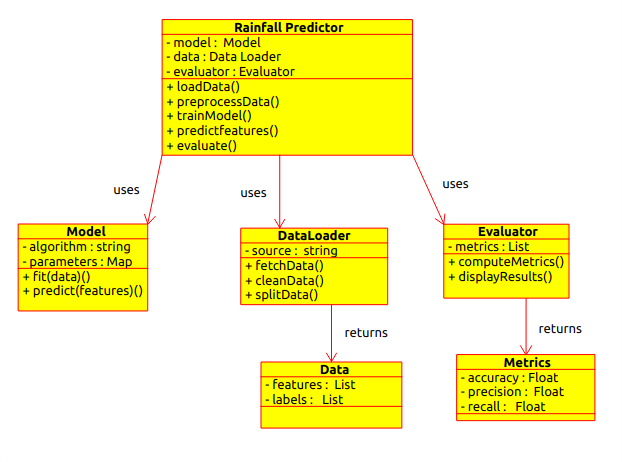 Rainfall Predictor
- model : Model
- data : Data Loader
- evaluator : Evaluator
+ loadData()
+ preprocessData()
+ trainModel()
+ predictfeatures()
+ evaluate()
uses
uses
uses
Model
- algorithm : string
- parameters : Map
+ fit(data)()
+ predict(features)()
DataLoader
- source : string
+ fetchData()
+ cleanData()
+ splitData()
Evaluator
- metrics : List
+ computeMetrics()
+ displayResults()
returns
returns
Data
- features : List
- labels : List
Metrics
- accuracy : Float
- precision : Float
- recall : Float